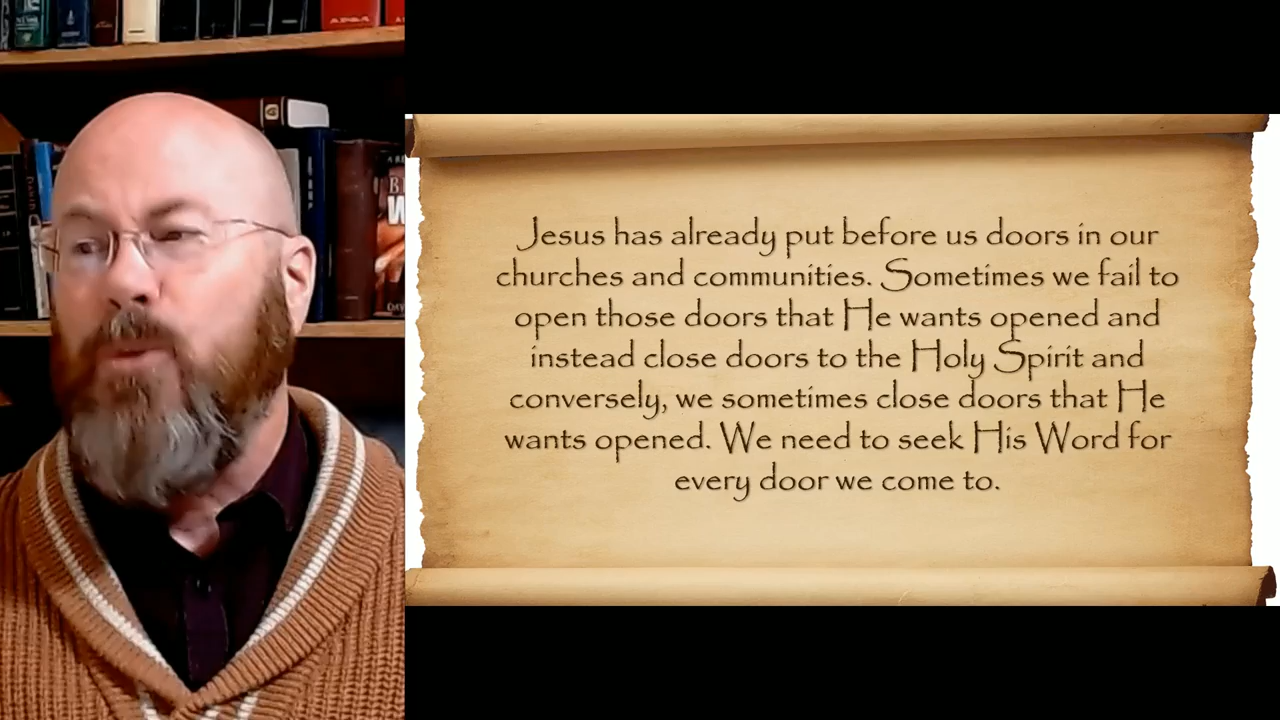 Jesus has already put before us doors in our
churches and communities. Sometimes we fail to
open those doors that He wants opened and
instead close doors to the Holy Spirit and
conversely, we sometimes close doors that He
wants opened. We need to seek His Word for
every door we come to.